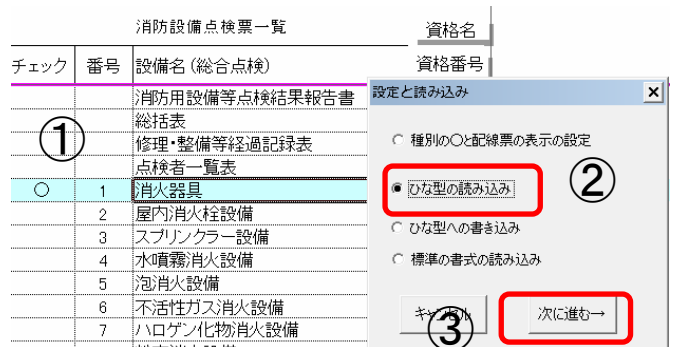 消防設備点検票一覧
資格名
チェック 番号 設備名(総合点検) 資格番号
消防用設備等点検結果報告書
総括表
修理・整備等経過記録表
点検者一覧表
○ 1 消火器具
2 屋内消火栓設備
3 スプリンクラー設備
4 水噴霧消火設備
5 泡消火設備
6 不活性ガス消火設備
7 ハロゲン化物消火設備
①
設定と読み込み
種別の○と配線票の表示の設定
ひな型の読み込み
②
ひな型への書き込み
標準の書式の読み込み
キャンセル 次に進む→
③